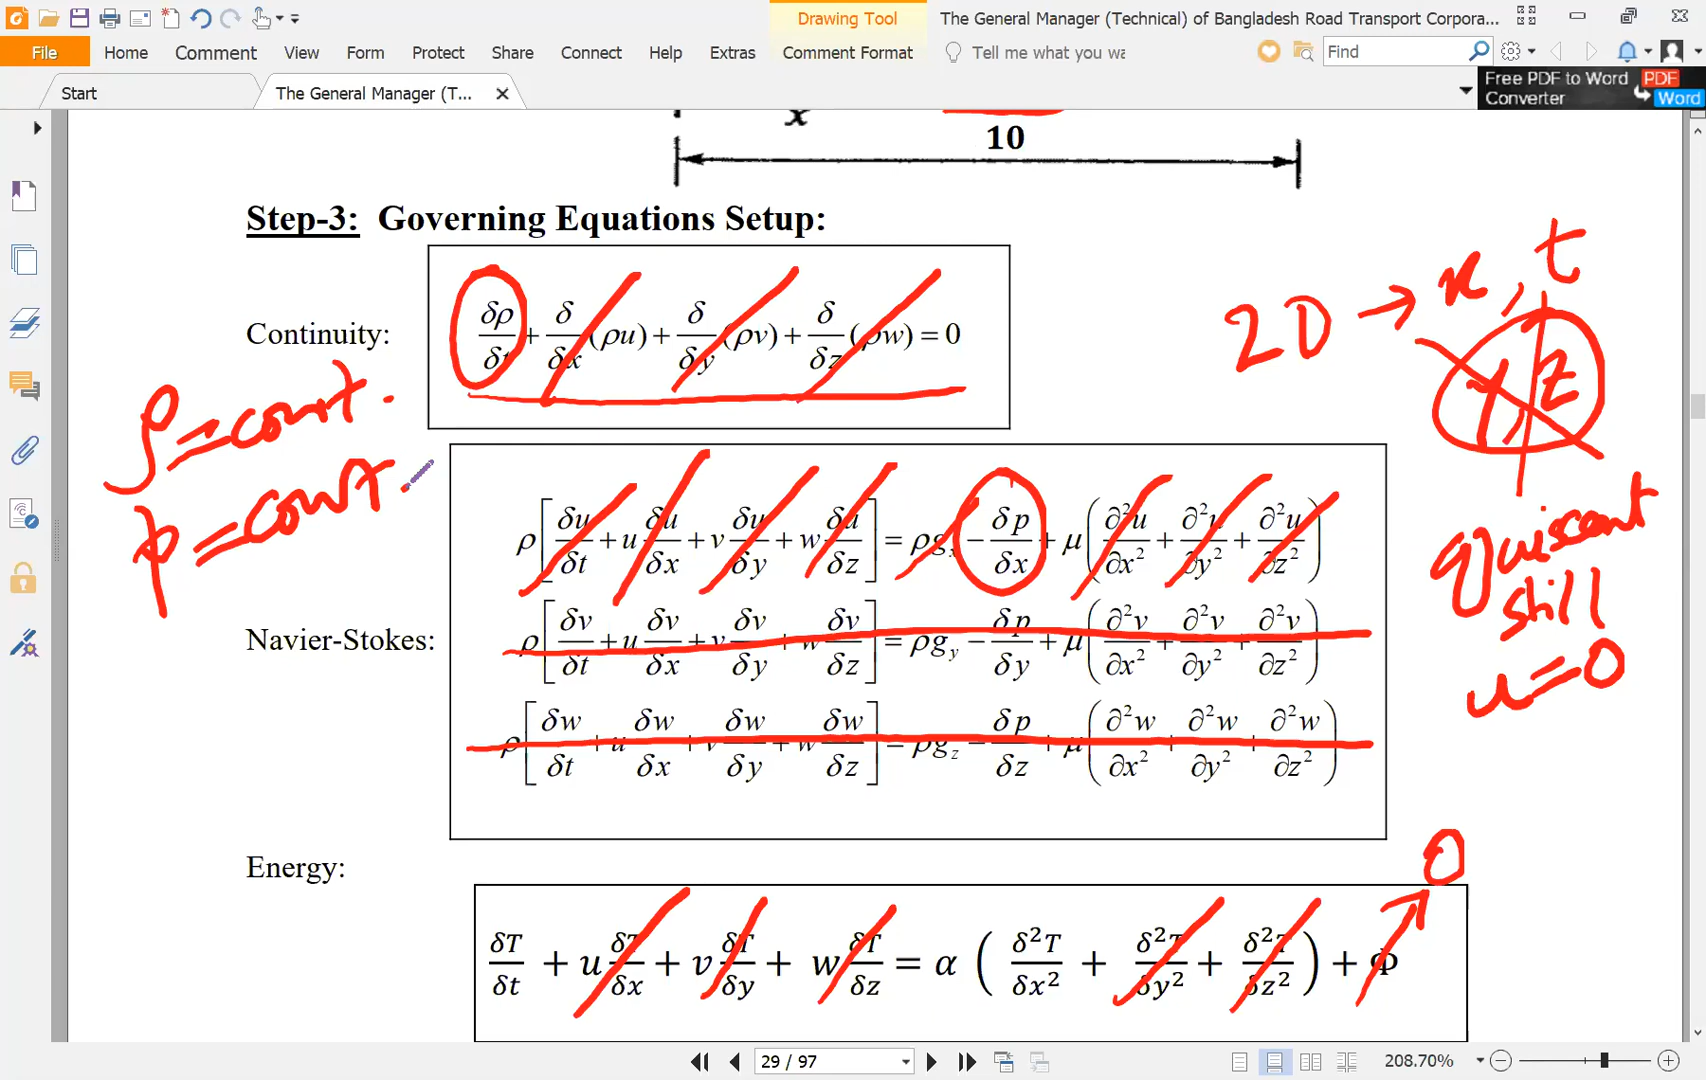 Drawing Tool
The General Manager (Technical) of Bangladesh Road Transport Corpora...
File Home Comment View Form Protect Share Connect Help Extras Comment Format Tell me what you wa Find
Start The General Manager (T...
Free PDF to Word Converter PDF Word
x
10
Step-3: Governing Equations Setup:
Continuity: δρ/δt + δ/δx (ρu) + δ/δy (ρv) + δ/δz (ρw) = 0
2D → x, t
y, z
ρ = const.
p = const.
quiscent
still
u = 0
ρ[δu/δt + u δu/δx + v δu/δy + w δu/δz] = ρg_x − δp/δx + μ(∂²u/∂x² + ∂²u/∂y² + ∂²u/∂z²)
Navier-Stokes: ρ[δv/δt + u δv/δx + v δv/δy + w δv/δz] = ρg_y − δp/δy + μ(∂²v/∂x² + ∂²v/∂y² + ∂²v/∂z²)
ρ[δw/δt + u δw/δx + v δw/δy + w δw/δz] = ρg_z − δp/δz + μ(∂²w/∂x² + ∂²w/∂y² + ∂²w/∂z²)
0
Energy:
δT/δt + u δT/δx + v δT/δy + w δT/δz = α (δ²T/δx² + δ²T/δy² + δ²T/δz²) + Φ
29 / 97
208.70%